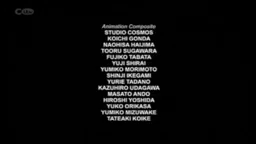 Animation Composite
STUDIO COSMOS
KOICHI GONDA
NAOHISA HAIJIMA
TOORU SUGAWARA
FUJIKO TABATA
YUJI SHIRAI
YUMIKO MORIMOTO
SHINJI IKEGAMI
YURIE TADANO
KAZUHIRO UDAGAWA
MASATO ANDO
HIROSHI YOSHIDA
YUKO ORIKASA
YUMIKO MIZUWAKE
TATEAKI KOIKE